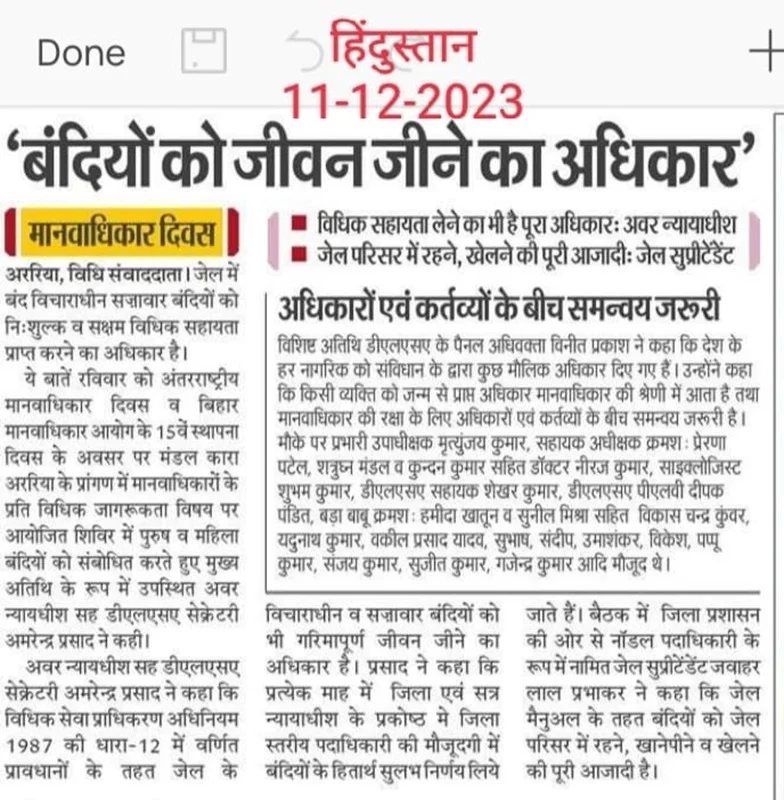 Done
हिंदुस्तान
11-12-2023
‘बंदियों को जीवन जीने का अधिकार’
मानवाधिकार दिवस
विधिक सहायता लेने का भी है पूरा अधिकारः अवर न्यायाधीश
जेल परिसर में रहने, खेलने की पूरी आजादीः जेल सुप्रीटेंडेंट
अररिया, विधि संवाददाता। जेल में
बंद विचाराधीन सजावार बंदियों को
निःशुल्क व सक्षम विधिक सहायता
प्राप्त करने का अधिकार है।
ये बातें रविवार को अंतरराष्ट्रीय
मानवाधिकार दिवस व बिहार
मानवाधिकार आयोग के 15वें स्थापना
दिवस के अवसर पर मंडल कारा
अररिया के प्रांगण में मानवाधिकारों के
प्रति विधिक जागरूकता विषय पर
आयोजित शिविर में पुरुष व महिला
बंदियों को संबोधित करते हुए मुख्य
अतिथि के रूप में उपस्थित अवर
न्यायधीश सह डीएलएसए सेक्रेटरी
अमरेन्द्र प्रसाद ने कही।
अवर न्यायधीश सह डीएलएसए
सेक्रेटरी अमरेन्द्र प्रसाद ने कहा कि
विधिक सेवा प्राधिकरण अधिनियम
1987 की धारा-12 में वर्णित
प्रावधानों के तहत जेल के
अधिकारों एवं कर्तव्यों के बीच समन्वय जरूरी
विशिष्ट अतिथि डीएलएसए के पैनल अधिवक्ता विनीत प्रकाश ने कहा कि देश के
हर नागरिक को संविधान के द्वारा कुछ मौलिक अधिकार दिए गए हैं। उन्होंने कहा
कि किसी व्यक्ति को जन्म से प्राप्त अधिकार मानवाधिकार की श्रेणी में आता है तथा
मानवाधिकार की रक्षा के लिए अधिकारों एवं कर्तव्यों के बीच समन्वय जरूरी है।
मौके पर प्रभारी उपाधीक्षक मृत्युंजय कुमार, सहायक अधीक्षक क्रमशः प्रेरणा
पटेल, शत्रुघ्न मंडल व कुन्दन कुमार सहित डॉक्टर नीरज कुमार, साइक्लोजिस्ट
शुभम कुमार, डीएलएसए सहायक शेखर कुमार, डीएलएसए पीएलवी दीपक
पंडित, बड़ा बाबू क्रमशः हमीदा खातून व सुनील मिश्रा सहित विकास चन्द्र कुंवर,
यदुनाथ कुमार, वकील प्रसाद यादव, सुभाष, संदीप, उमाशंकर, विकेश, पप्पू
कुमार, संजय कुमार, सुजीत कुमार, गजेन्द्र कुमार आदि मौजूद थे।
विचाराधीन व सजावार बंदियों को
भी गरिमापूर्ण जीवन जीने का
अधिकार है। प्रसाद ने कहा कि
प्रत्येक माह में जिला एवं सत्र
न्यायाधीश के प्रकोष्ठ मे जिला
स्तरीय पदाधिकारी की मौजूदगी में
बंदियों के हितार्थ सुलभ निर्णय लिये
जाते हैं। बैठक में जिला प्रशासन
की ओर से नॉडल पदाधिकारी के
रूप में नामित जेल सुप्रीटेंडेंट जवाहर
लाल प्रभाकर ने कहा कि जेल
मैनुअल के तहत बंदियों को जेल
परिसर में रहने, खानेपीने व खेलने
की पूरी आजादी है।